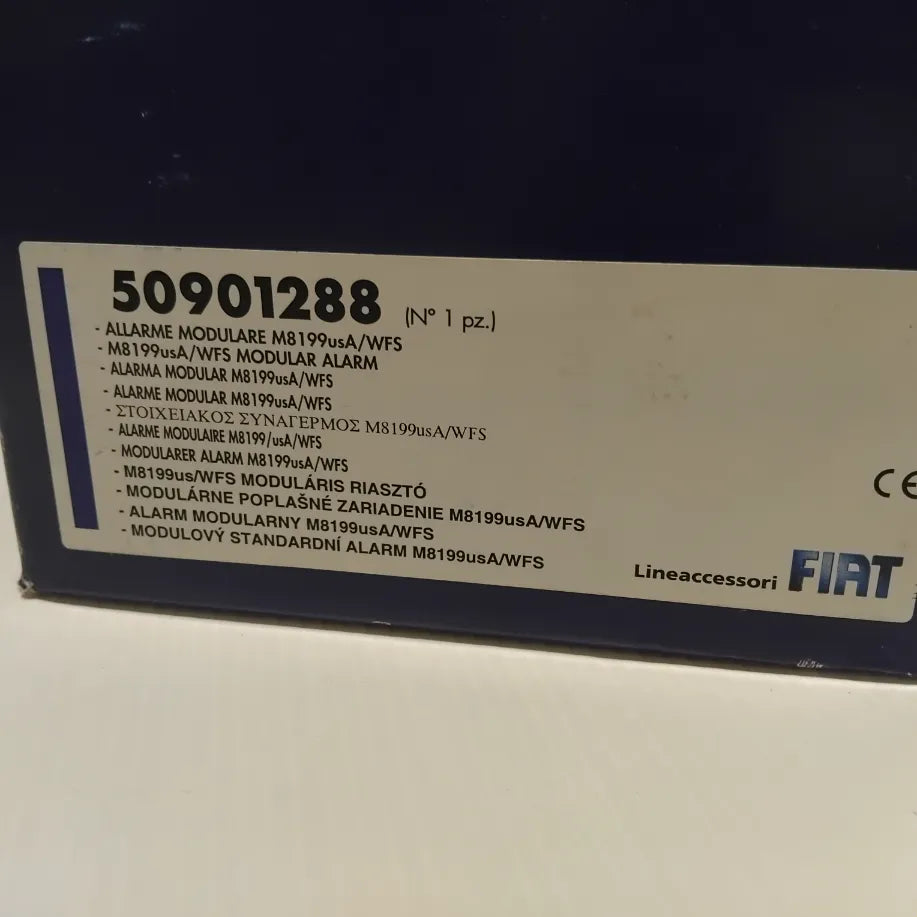 50901288 (N° 1 pz.)
- ALLARME MODULARE M8199usA/WFS
- M8199usA/WFS MODULAR ALARM
- ALARMA MODULAR M8199usA/WFS
- ALARME MODULAR M8199usA/WFS
- ΣΤΟΙΧΕΙΑΚΟΣ ΣΥΝΑΓΕΡΜΟΣ M8199usA/WFS
- ALARME MODULAIRE M8199/usA/WFS
- MODULARER ALARM M8199usA/WFS
- M8199us/WFS MODULÁRIS RIASZTÓ
- MODULÁRNE POPLAŠNÉ ZARIADENIE M8199usA/WFS
- ALARM MODULARNY M8199usA/WFS
- MODULOVÝ STANDARDNÍ ALARM M8199usA/WFS
CE
Lineaccessori FIAT